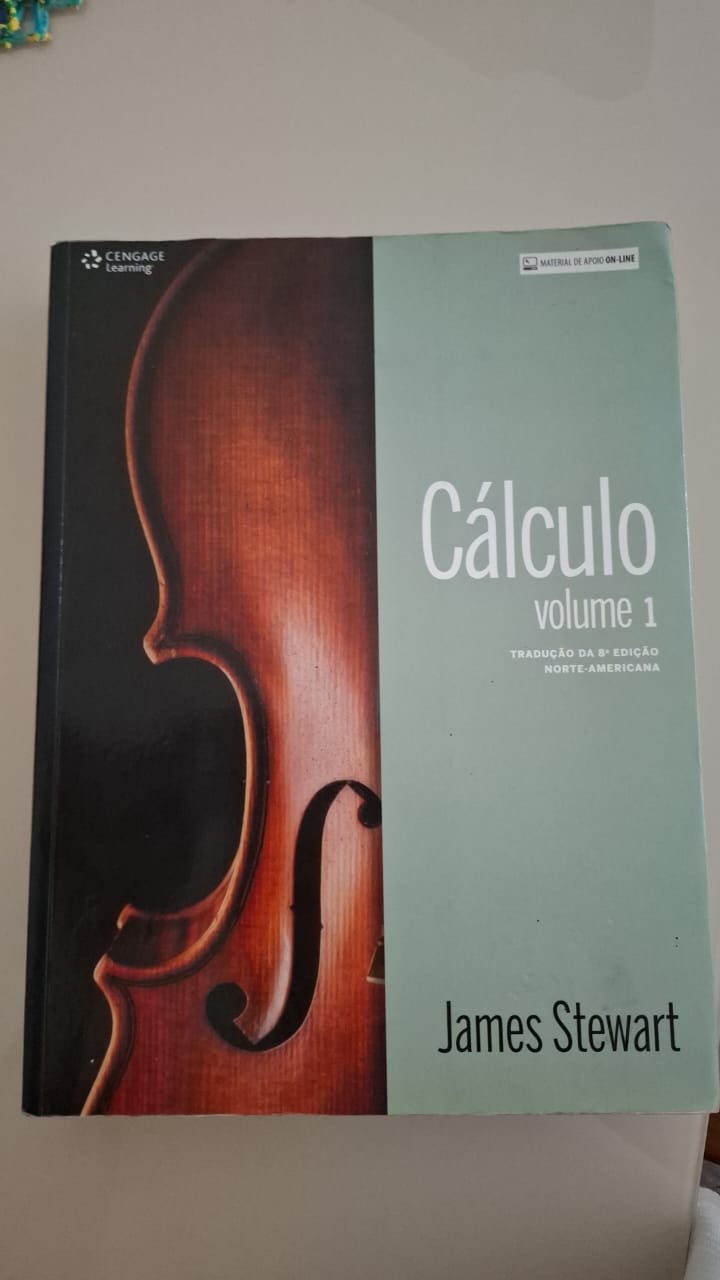 CENGAGE
Learning
MATERIAL DE APOIO ON-LINE
Cálculo
volume 1
TRADUÇÃO DA 8ª EDIÇÃO
NORTE-AMERICANA
James Stewart